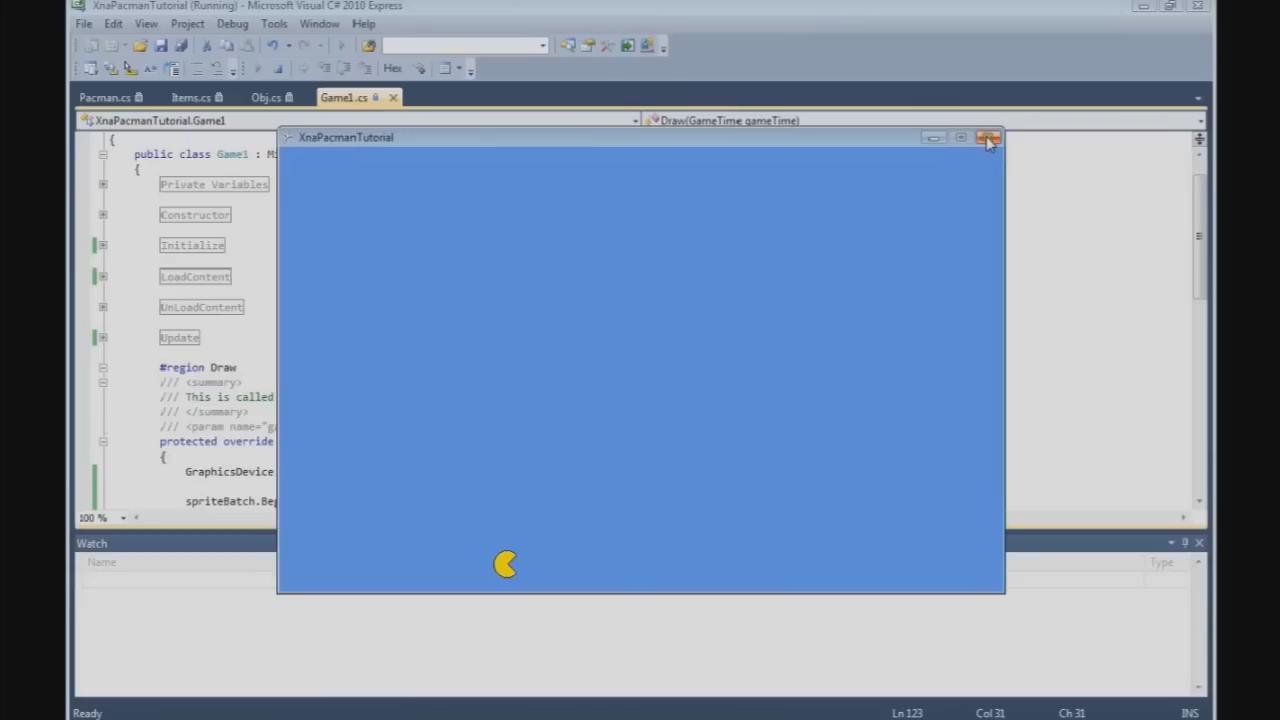 XnaPacmanTutorial (Running) - Microsoft Visual C# 2010 Express
File Edit View Project Debug Tools Window Help
Hex
Pacman.cs Items.cs Obj.cs Game1.cs
XnaPacmanTutorial.Game1 Draw(GameTime gameTime)
XnaPacmanTutorial
{
public class Game1 : Mi
{
Private Variables
Constructor
Initialize
LoadContent
UnLoadContent
Update
#region Draw
/// <summary>
/// This is called
/// </summary>
/// <param name="ga
protected override
{
GraphicsDevice
spriteBatch.Beg
100 %
Watch
Name Type
Ready Ln 123 Col 31 Ch 31 INS